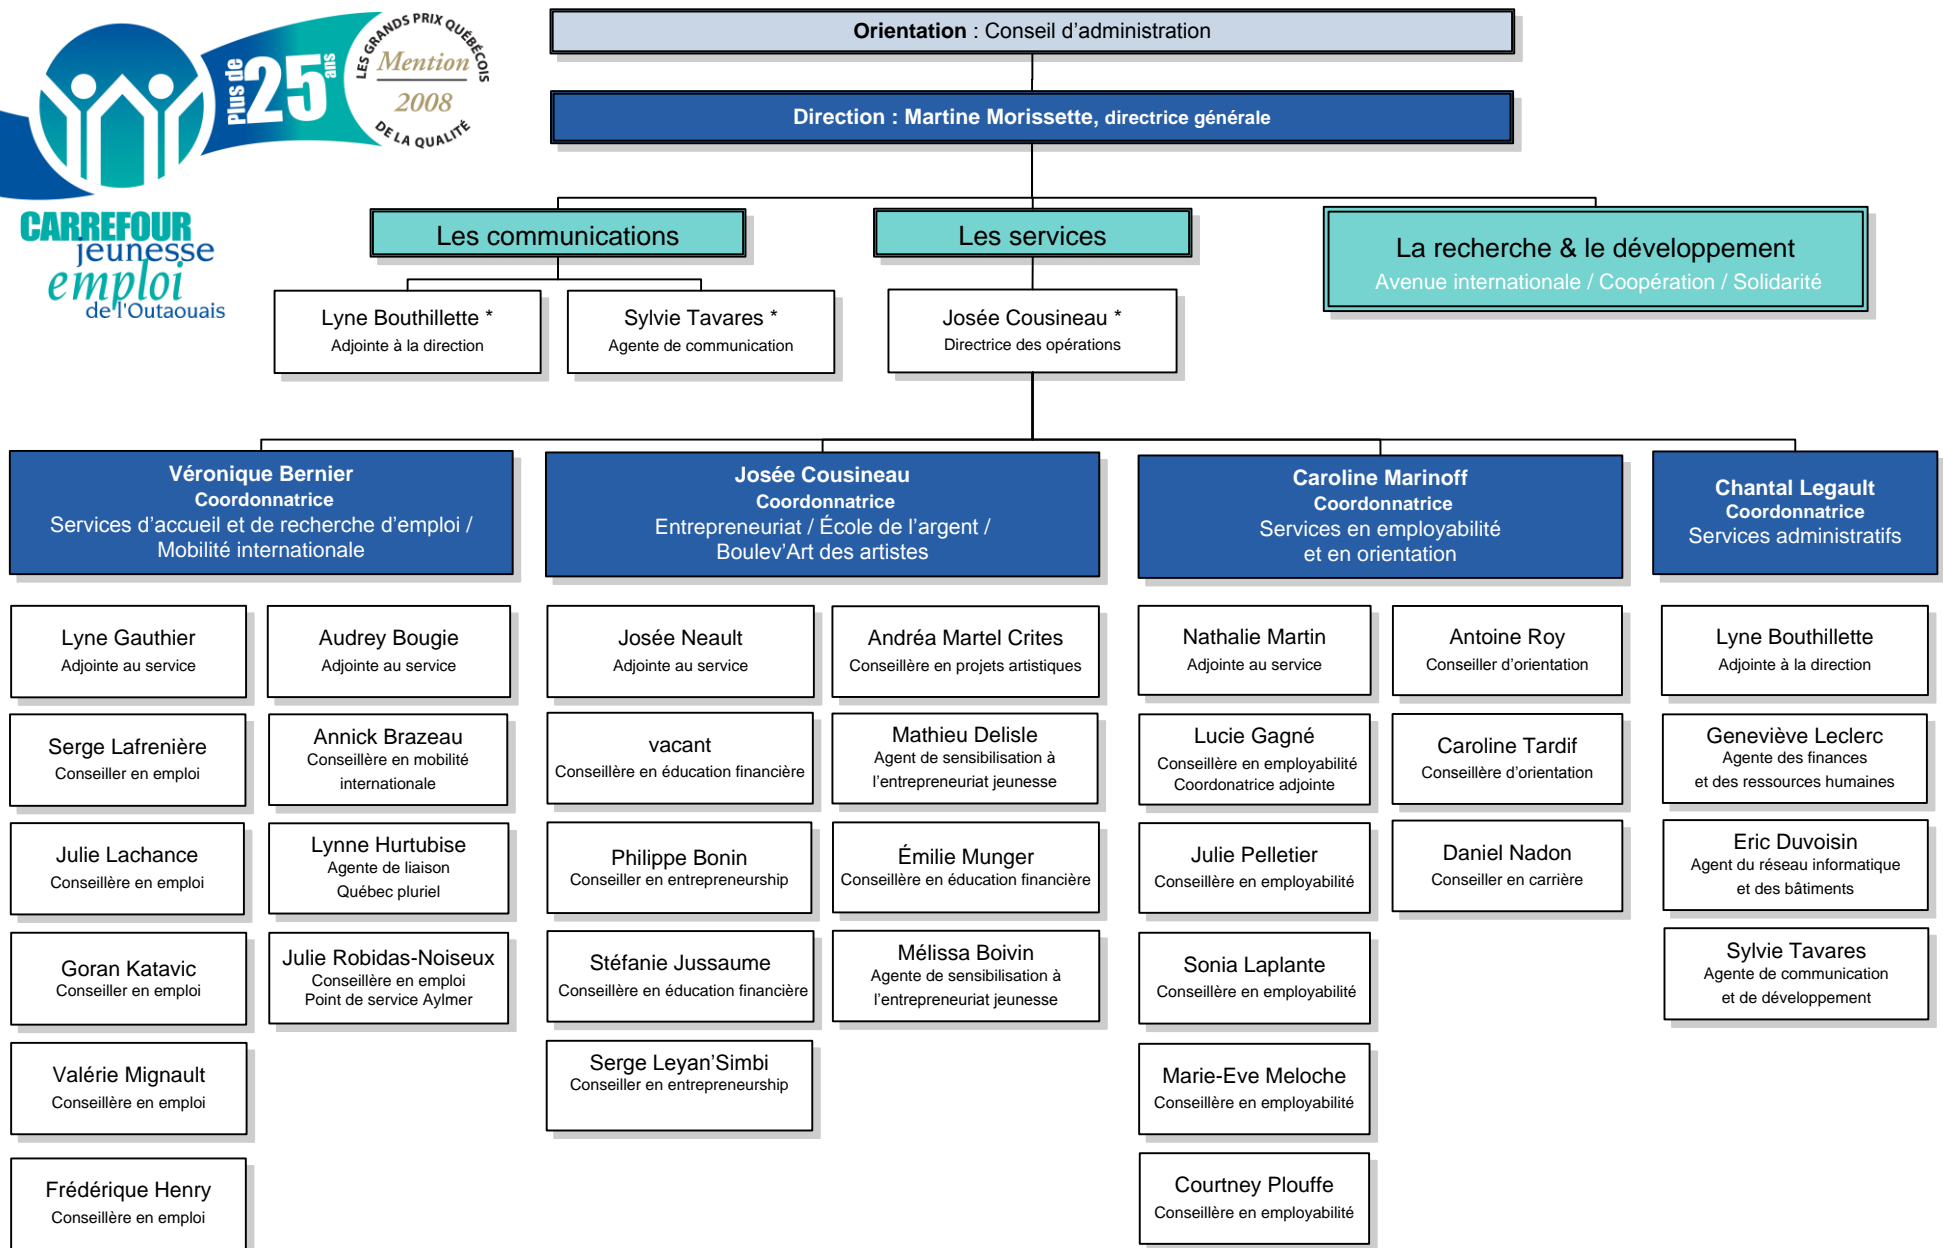 Plus de 25 ans
LES GRANDS PRIX QUÉBÉCOIS
Mention
2008
DE LA QUALITÉ
CARREFOUR
jeunesse
emploi
de l'Outaouais
Orientation : Conseil d'administration
Direction : Martine Morissette, directrice générale
Les communications
Les services
La recherche & le développement
Avenue internationale / Coopération / Solidarité
Lyne Bouthillette *
Adjointe à la direction
Sylvie Tavares *
Agente de communication
Josée Cousineau *
Directrice des opérations
Véronique Bernier
Coordonnatrice
Services d'accueil et de recherche d'emploi /
Mobilité internationale
Josée Cousineau
Coordonnatrice
Entrepreneuriat / École de l'argent /
Boulev'Art des artistes
Caroline Marinoff
Coordonnatrice
Services en employabilité
et en orientation
Chantal Legault
Coordonnatrice
Services administratifs
Lyne Gauthier
Adjointe au service
Serge Lafrenière
Conseiller en emploi
Julie Lachance
Conseillère en emploi
Goran Katavic
Conseiller en emploi
Valérie Mignault
Conseillère en emploi
Frédérique Henry
Conseillère en emploi
Audrey Bougie
Adjointe au service
Annick Brazeau
Conseillère en mobilité
internationale
Lynne Hurtubise
Agente de liaison
Québec pluriel
Julie Robidas-Noiseux
Conseillère en emploi
Point de service Aylmer
Josée Neault
Adjointe au service
vacant
Conseillère en éducation financière
Philippe Bonin
Conseiller en entrepreneurship
Stéfanie Jussaume
Conseillère en éducation financière
Serge Leyan'Simbi
Conseiller en entrepreneurship
Andréa Martel Crites
Conseillère en projets artistiques
Mathieu Delisle
Agent de sensibilisation à
l'entrepreneuriat jeunesse
Émilie Munger
Conseillère en éducation financière
Mélissa Boivin
Agente de sensibilisation à
l'entrepreneuriat jeunesse
Nathalie Martin
Adjointe au service
Lucie Gagné
Conseillère en employabilité
Coordonatrice adjointe
Julie Pelletier
Conseillère en employabilité
Sonia Laplante
Conseillère en employabilité
Marie-Eve Meloche
Conseillère en employabilité
Courtney Plouffe
Conseillère en employabilité
Antoine Roy
Conseiller d'orientation
Caroline Tardif
Conseillère d'orientation
Daniel Nadon
Conseiller en carrière
Lyne Bouthillette
Adjointe à la direction
Geneviève Leclerc
Agente des finances
et des ressources humaines
Eric Duvoisin
Agent du réseau informatique
et des bâtiments
Sylvie Tavares
Agente de communication
et de développement